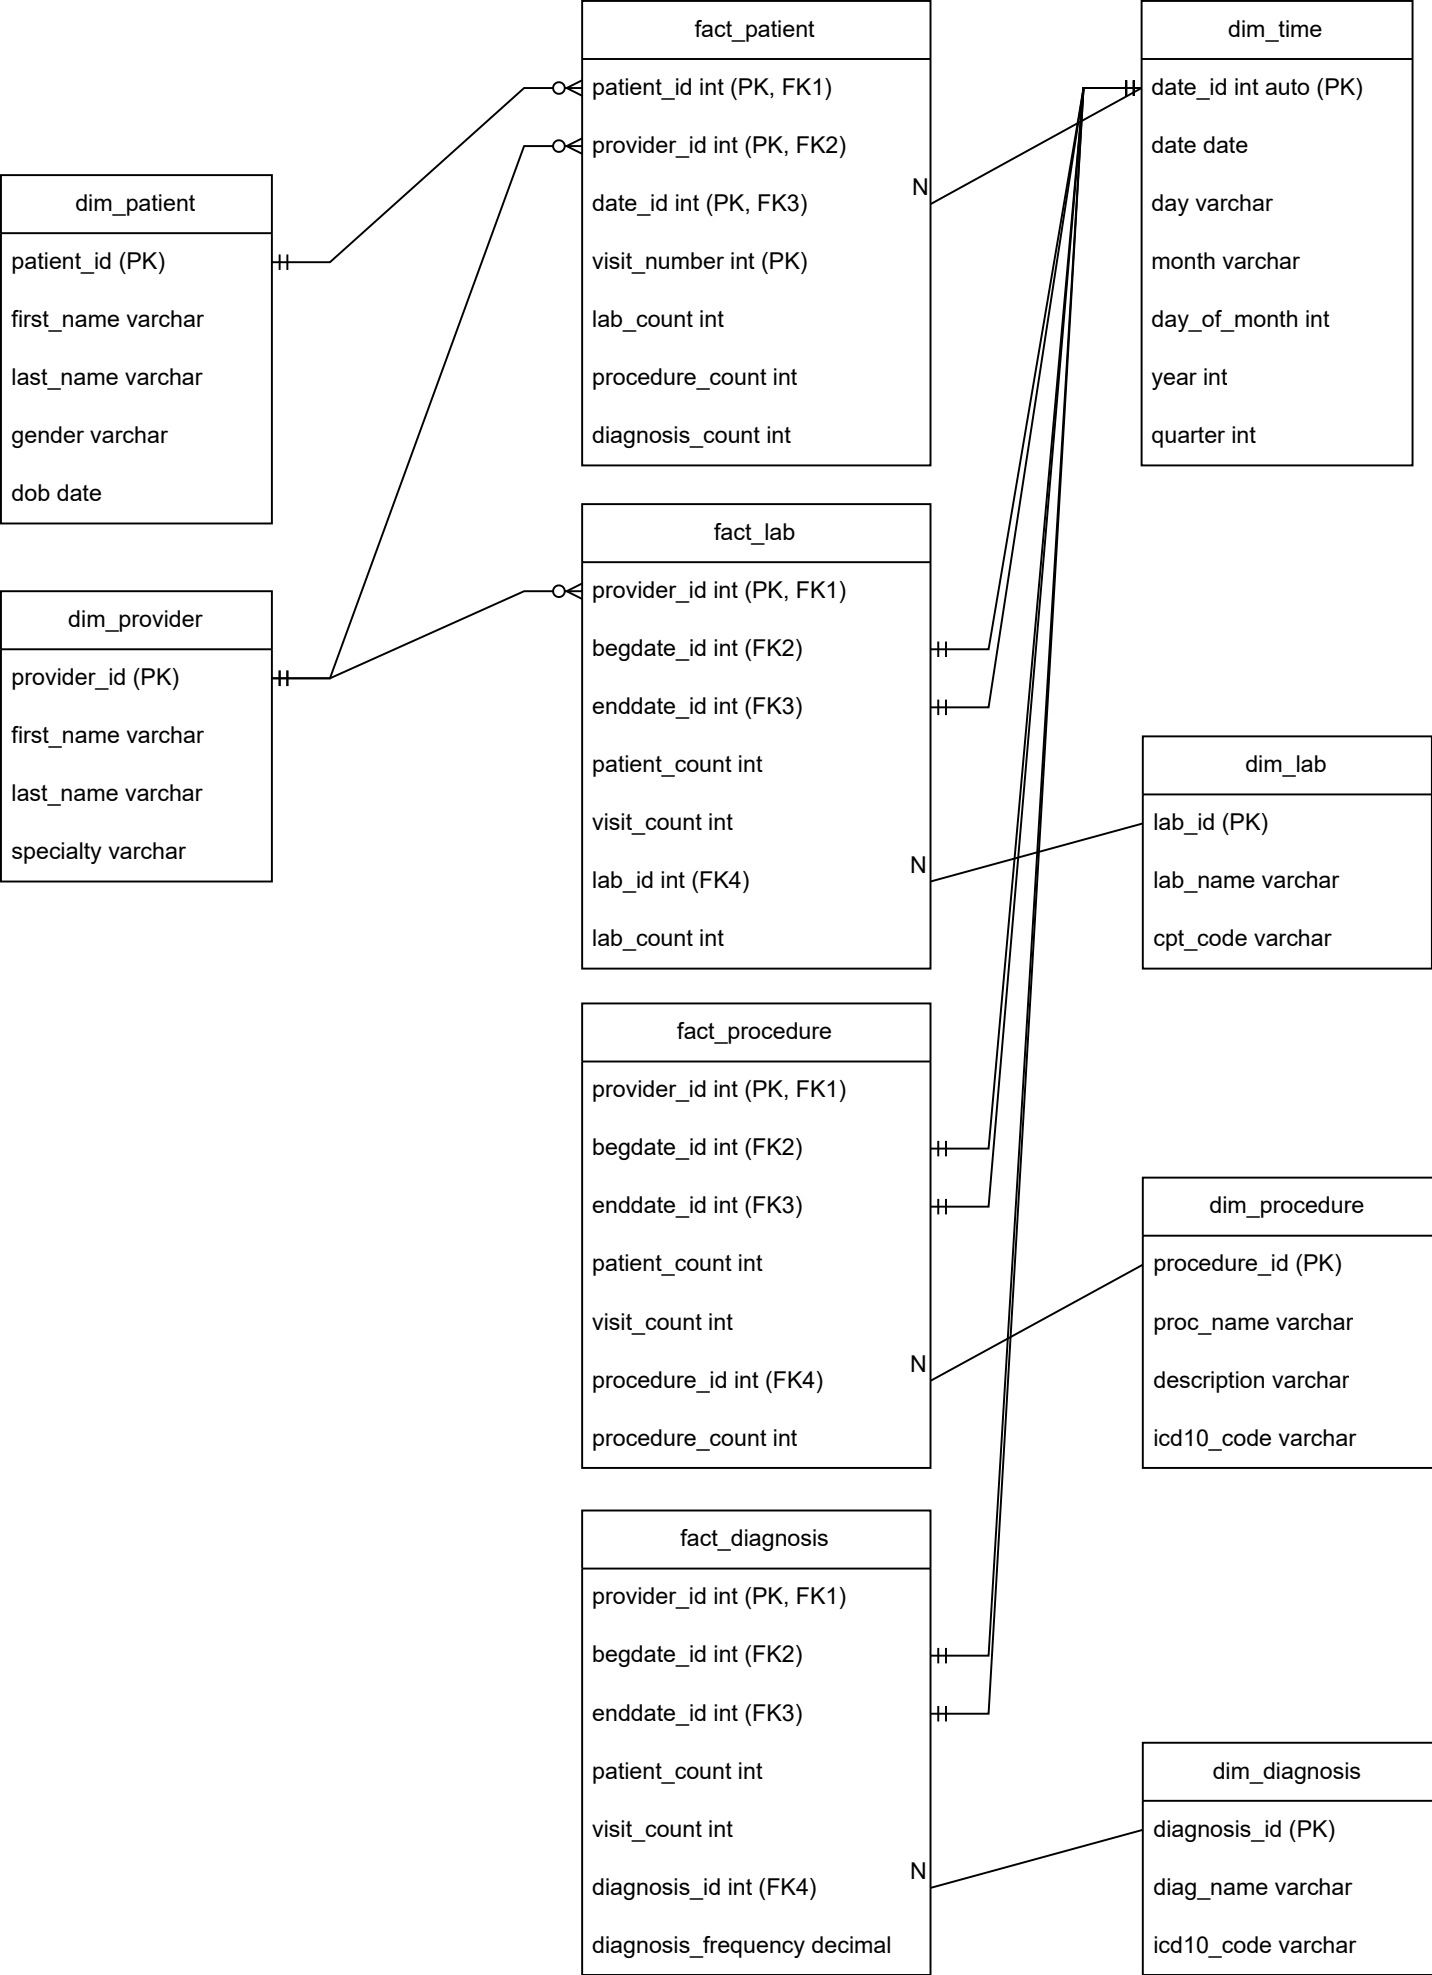 fact_patient
patient_id int (PK, FK1)
provider_id int (PK, FK2)
N
date_id int (PK, FK3)
visit_number int (PK)
lab_count int
procedure_count int
diagnosis_count int
dim_time
date_id int auto (PK)
date date
day varchar
month varchar
day_of_month int
year int
quarter int
dim_patient
patient_id (PK)
first_name varchar
last_name varchar
gender varchar
dob date
fact_lab
provider_id int (PK, FK1)
begdate_id int (FK2)
enddate_id int (FK3)
patient_count int
visit_count int
N
lab_id int (FK4)
lab_count int
dim_provider
provider_id (PK)
first_name varchar
last_name varchar
specialty varchar
dim_lab
lab_id (PK)
lab_name varchar
cpt_code varchar
fact_procedure
provider_id int (PK, FK1)
begdate_id int (FK2)
enddate_id int (FK3)
patient_count int
visit_count int
N
procedure_id int (FK4)
procedure_count int
dim_procedure
procedure_id (PK)
proc_name varchar
description varchar
icd10_code varchar
fact_diagnosis
provider_id int (PK, FK1)
begdate_id int (FK2)
enddate_id int (FK3)
patient_count int
visit_count int
N
diagnosis_id int (FK4)
diagnosis_frequency decimal
dim_diagnosis
diagnosis_id (PK)
diag_name varchar
icd10_code varchar